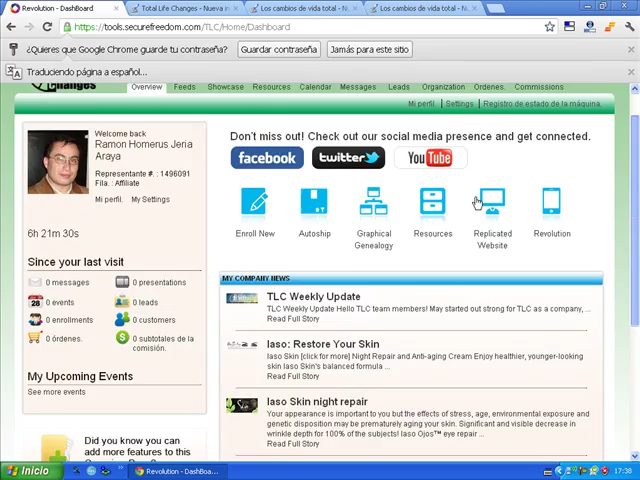 Revolution - DashBoard
Total Life Changes - Nueva r
Los cambios de vida total - N
Los cambios de vida total - N
https://tools.securefreedom.com/TLC/Home/Dashboard
¿Quieres que Google Chrome guarde tu contraseña?
Guardar contraseña
Jamás para este sitio
Traduciendo página a español...
Changes
Overview
Feeds
Showcase
Resources
Calendar
Messages
Leads
Organization
Órdenes.
Commissions
Mi perfil.
Settings
Registro de estado de la máquina.
Welcome back
Ramon Homerus Jeria
Araya
Representante #. : 1496091
Fila. : Affiliate
Mi perfil.
My Settings
6h 21m 30s
Since your last visit
0 messages
0 presentations
28
0 events
0 leads
0 enrollments
0 customers
0 órdenes.
0 subtotales de la
comisión.
My Upcoming Events
See more events
Did you know you can
add more features to this
Don't miss out! Check out our social media presence and get connected.
facebook
twitter
You Tube
Enroll New
Autoship
Graphical
Genealogy
Resources
Replicated
Website
Revolution
MY COMPANY NEWS
TLC Weekly Update
TLC Weekly Update Hello TLC team members! May started out strong for TLC as a company, ...
Read Full Story
Iaso: Restore Your Skin
Iaso Skin [click for more] Night Repair and Anti-aging Cream Enjoy healthier, younger-looking
skin Iaso Skin's balanced formula ...
Read Full Story
Iaso Skin night repair
Your appearance is important to you but the effects of stress, age, environmental exposure and
genetic disposition may be prematurely aging your skin. Significant and visible decrease in
wrinkle depth for 100% of the subjects! Iaso Ojos™ eye repair ...
Read Full Story
Inicio
Revolution - DashBoa...
17:38